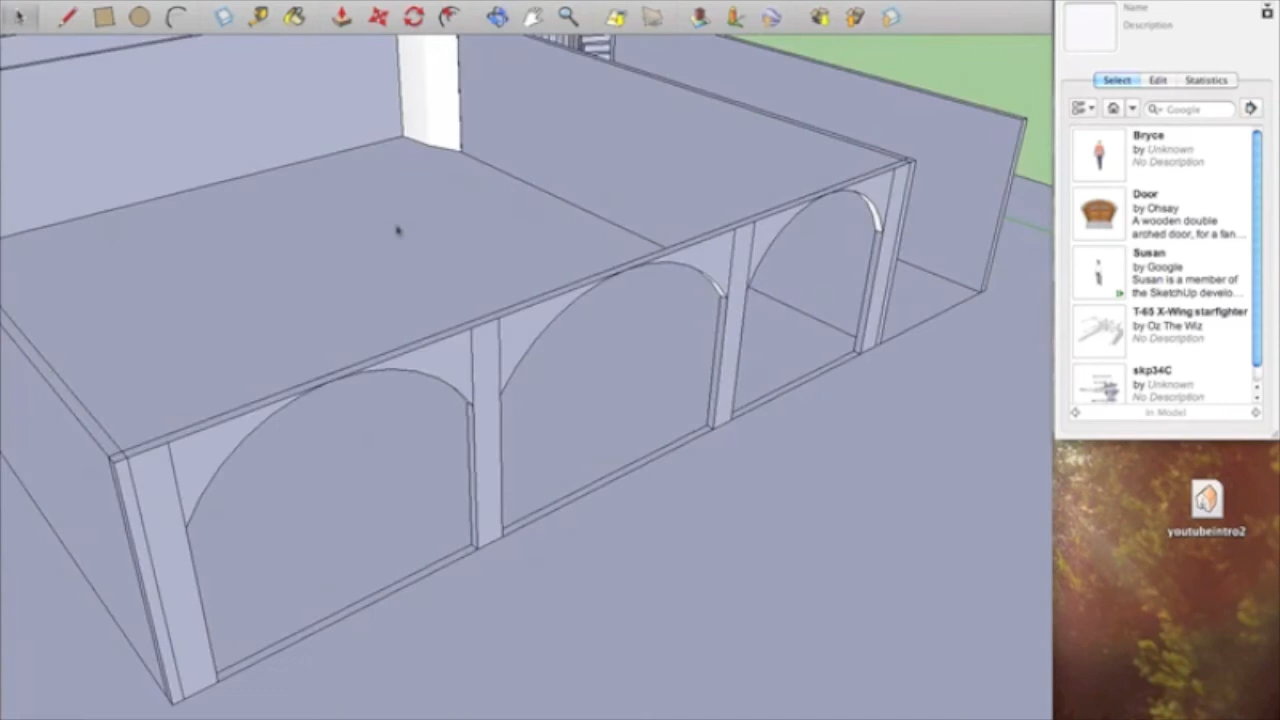 Name
Description
Select
Edit
Statistics
Google
Bryce
by Unknown
No Description
Door
by Ohsay
A wooden double
arched door, for a fan...
Susan
by Google
Susan is a member of
the SketchUp develo...
T-65 X-Wing starfighter
by Oz The Wiz
No Description
skp34C
by Unknown
No Description
In Model
youtubeintro2